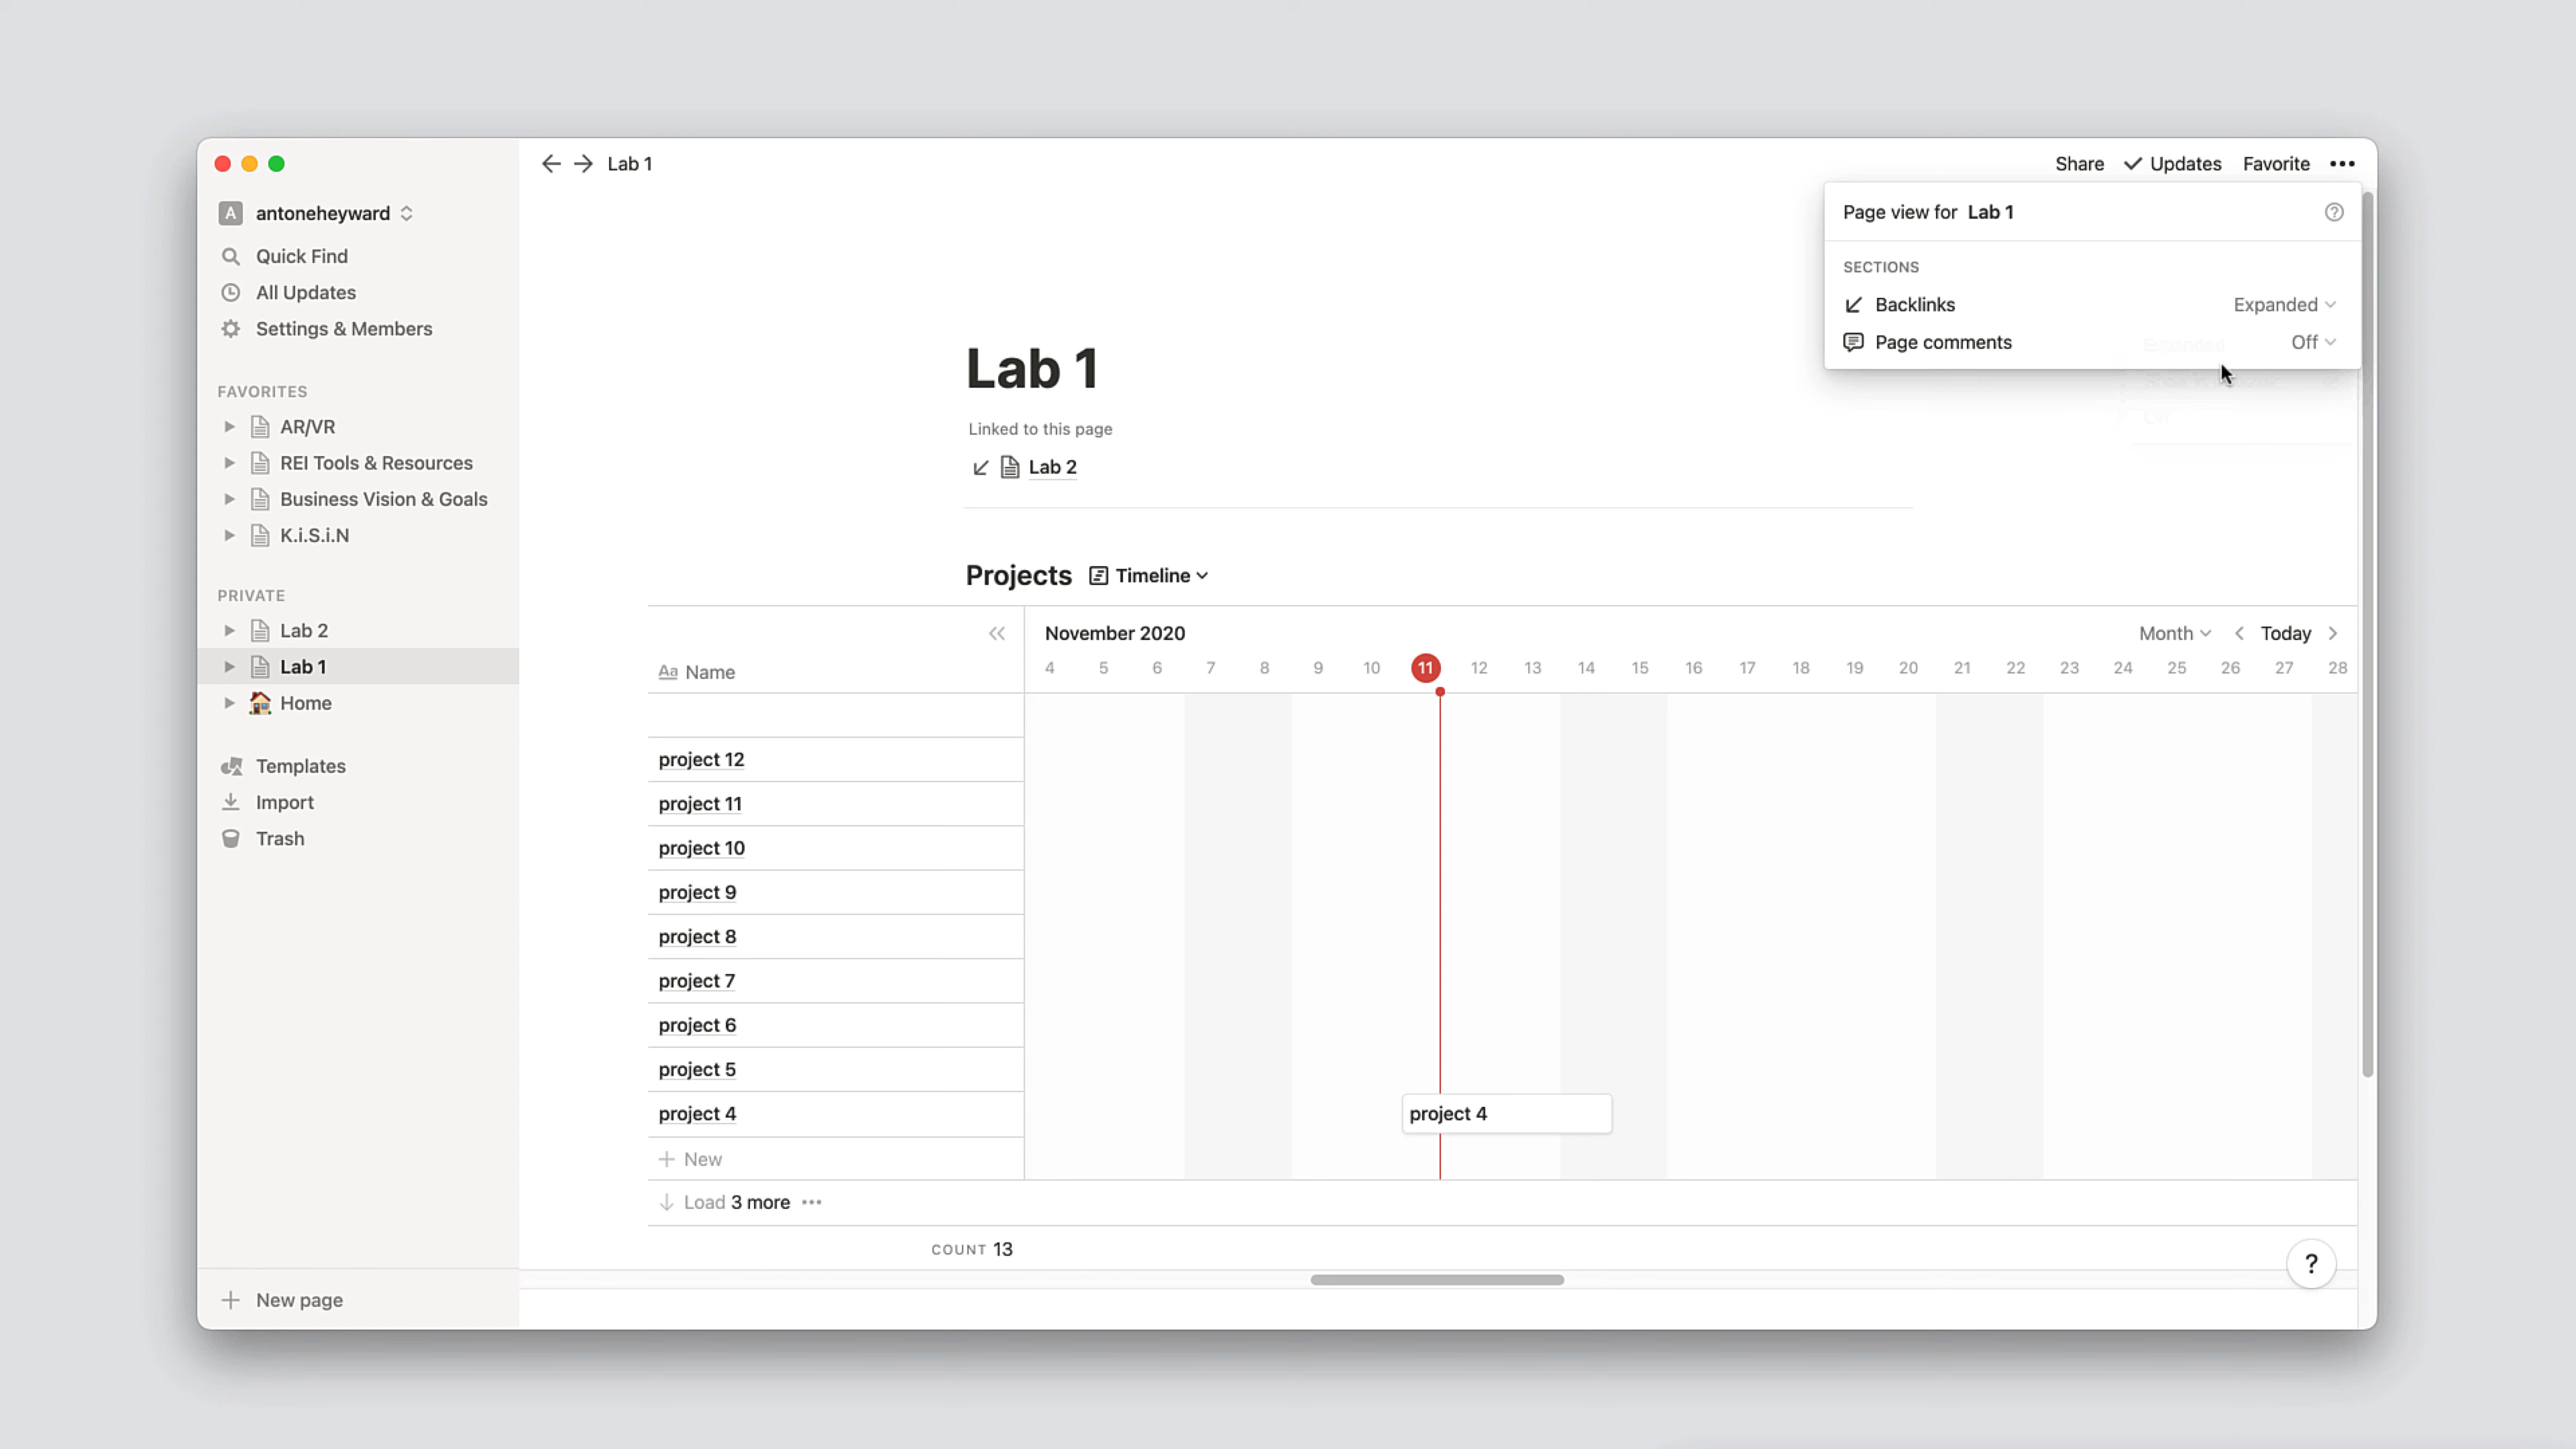 Lab 1
Share
Updates
Favorite
A
antoneheyward
Quick Find
All Updates
Settings & Members
FAVORITES
AR/VR
REI Tools & Resources
Business Vision & Goals
K.i.S.i.N
PRIVATE
Lab 2
Lab 1
Home
Templates
Import
Trash
New page
Page view for Lab 1
SECTIONS
Backlinks Expanded
Page comments Off
Lab 1
Linked to this page
Lab 2
Projects Timeline
November 2020
Month Today
Aa Name
4 5 6 7 8 9 10 11 12 13 14 15 16 17 18 19 20 21 22 23 24 25 26 27 28
project 12
project 11
project 10
project 9
project 8
project 7
project 6
project 5
project 4
project 4
New
Load 3 more
COUNT 13
?